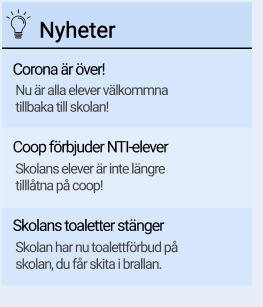 Nyheter
Corona är över!
Nu är alla elever välkommna
tillbaka till skolan!
Coop förbjuder NTI-elever
Skolans elever är inte längre
tilllåtna på coop!
Skolans toaletter stänger
Skolan har nu toalettförbud på
skolan, du får skita i brallan.